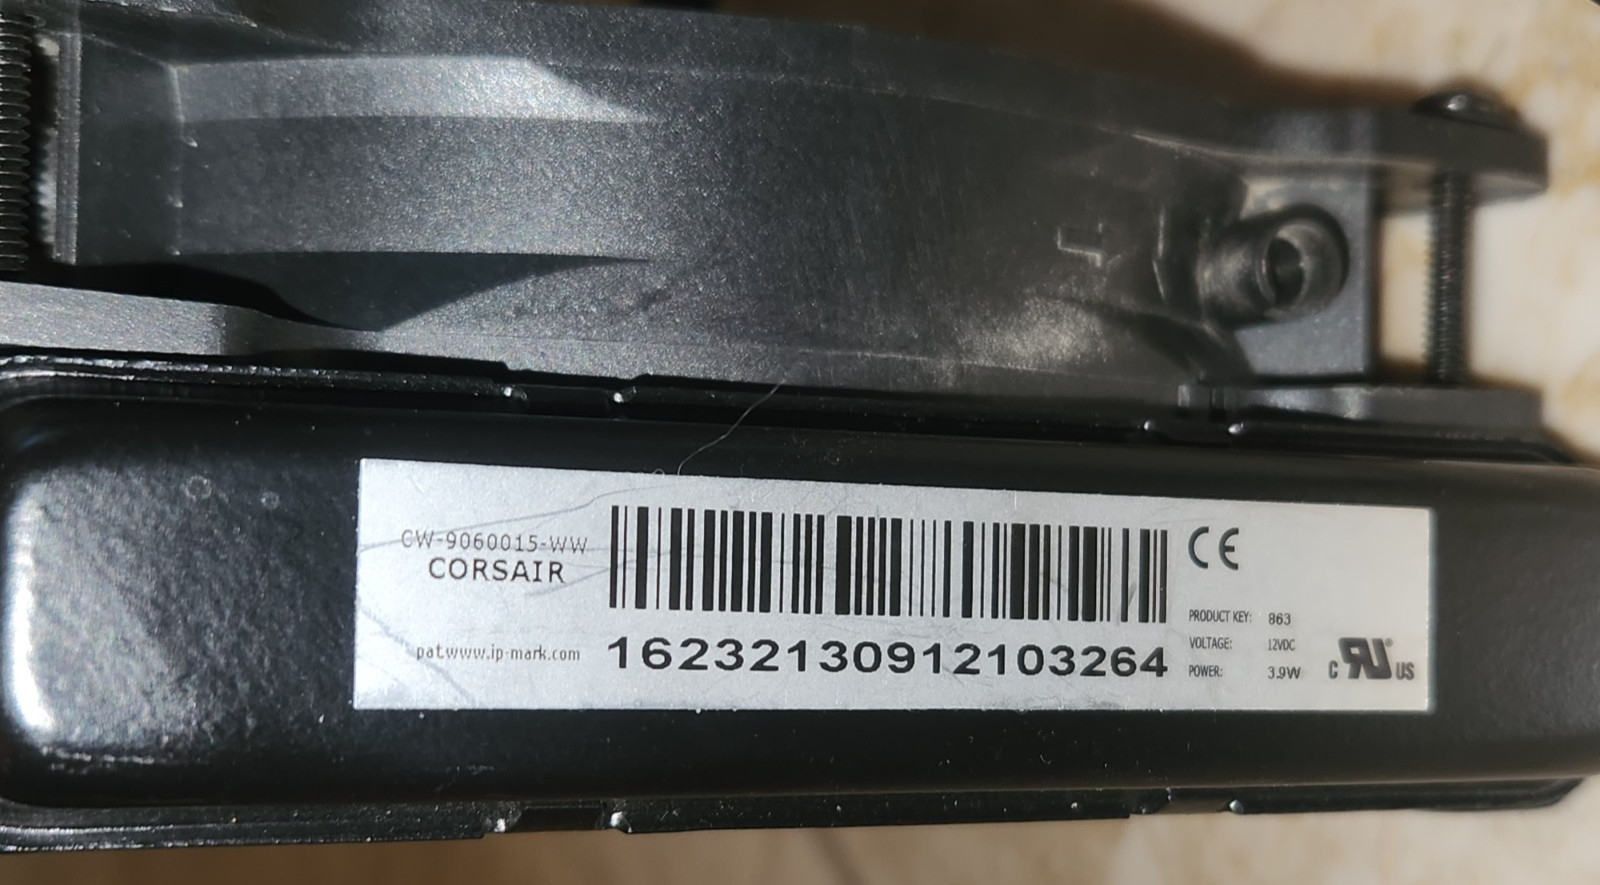 CW-9060015-WW
CORSAIR
pat.www.ip-mark.com
16232130912103264
CE
PRODUCT KEY: 863
VOLTAGE: 12VDC
POWER: 3.9W
C RU US